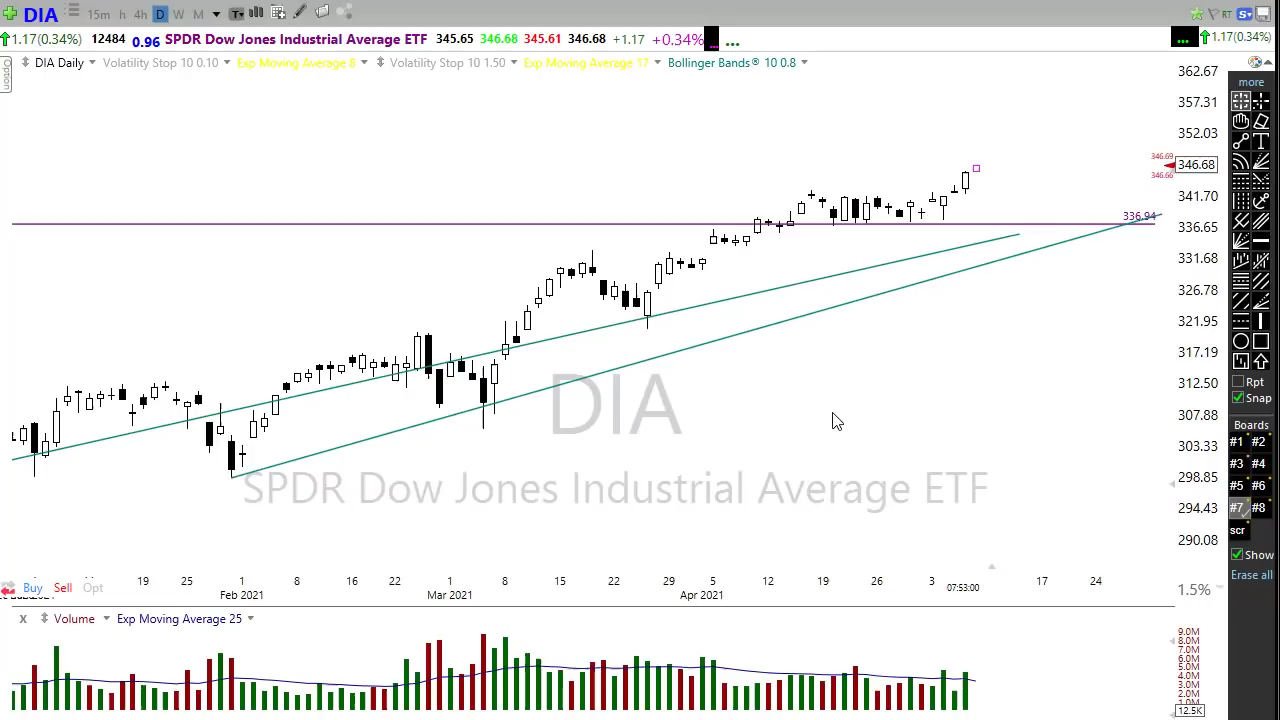 DIA 15m h 4h D W M T RT S
1.17(0.34%) 12484 0.96 SPDR Dow Jones Industrial Average ETF 345.65 346.68 345.61 346.68 +1.17 +0.34% ... ... ... 1.17(0.34%)
Option DIA Daily Volatility Stop 10 0.10 Exp Moving Average 8 Volatility Stop 10 1.50 Exp Moving Average 17 Bollinger Bands® 10 0.8
more
362.67
357.31
352.03
346.69
346.68
346.66
341.70
336.94
336.65
331.68
326.78
321.95
317.19
312.50
307.88
303.33
298.85
294.43
290.08
DIA
SPDR Dow Jones Industrial Average ETF
T
Rpt
Snap
Boards
#1 #2
#3 #4
#5 #6
#7 #8
scr
Show
Erase all
19 25 1 8 16 22 1 8 15 22 29 5 12 19 26 3 17 24
Buy Sell Opt Feb 2021 Mar 2021 Apr 2021 07:53:00 1.5%
X Volume Exp Moving Average 25
9.0M
8.0M
7.0M
6.0M
5.0M
4.0M
3.0M
2.0M
1.0M
12.5K